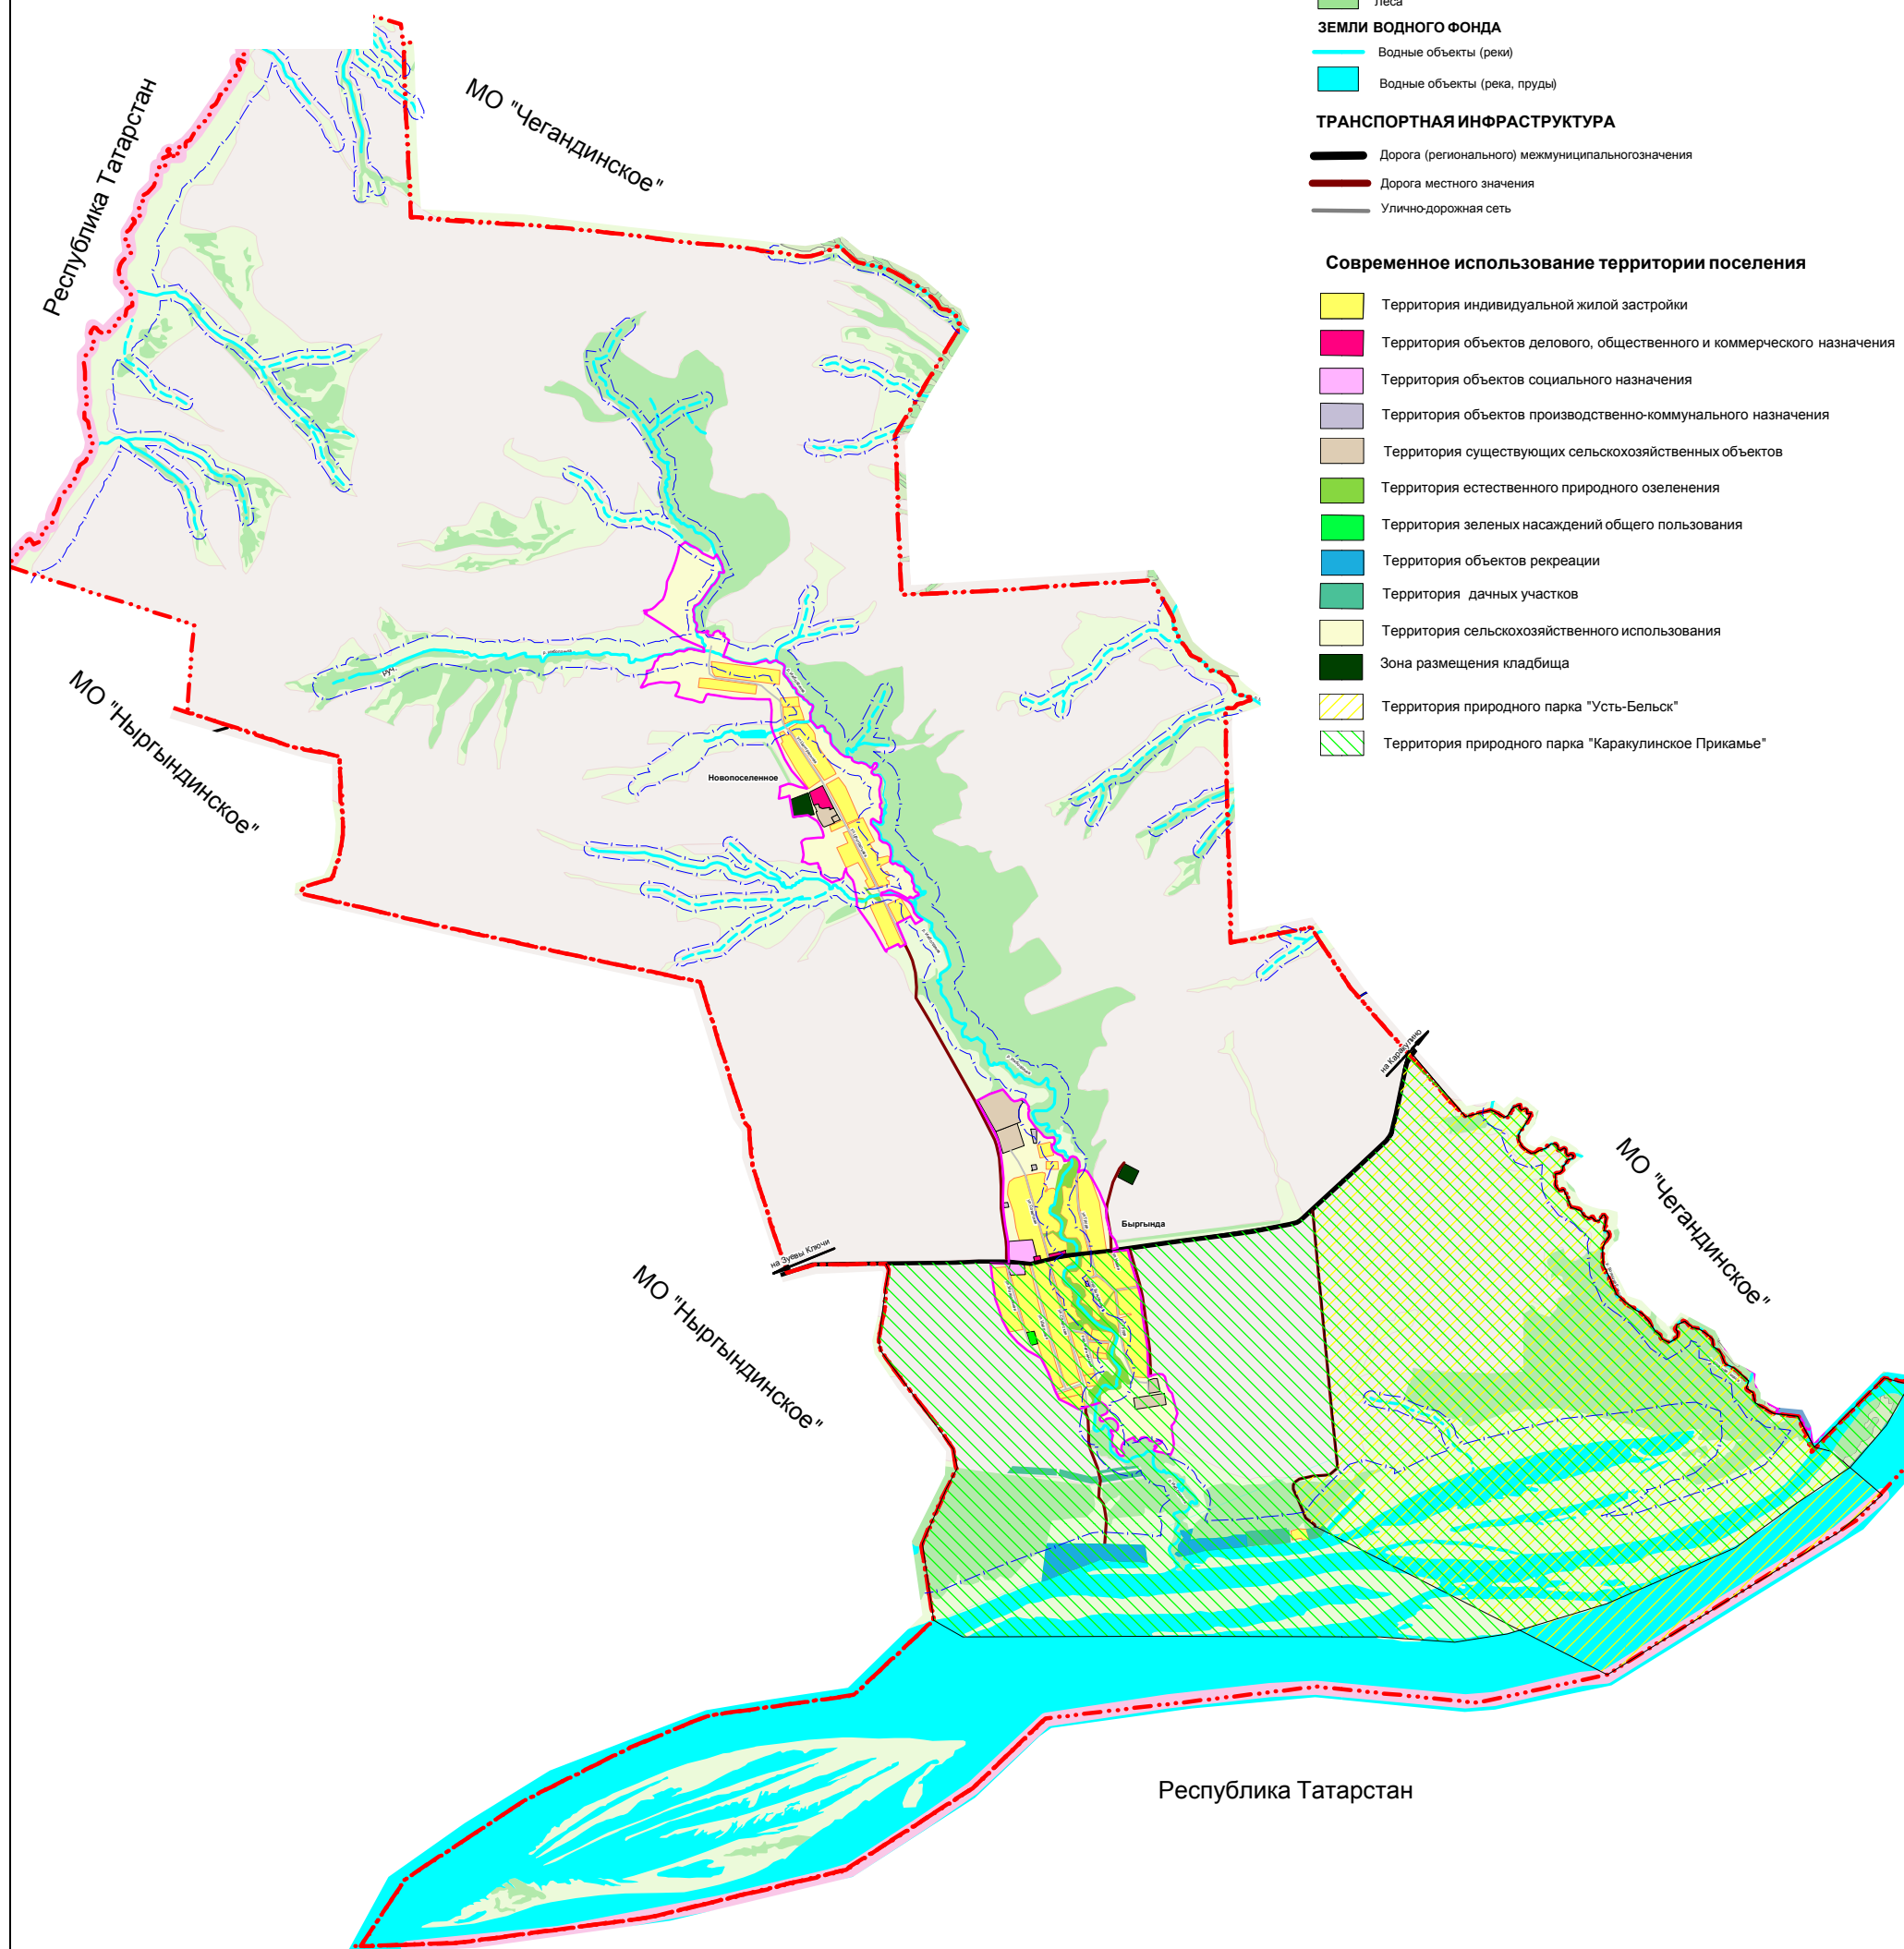 Леса
ЗЕМЛИ ВОДНОГО ФОНДА
Водные объекты (реки)
Водные объекты (река, пруды)
ТРАНСПОРТНАЯ ИНФРАСТРУКТУРА
Дорога (регионального) межмуниципальногозначения
Дорога местного значения
Улично-дорожная сеть
Современное использование территории поселения
Территория индивидуальной жилой застройки
Территория объектов делового, общественного и коммерческого назначения
Территория объектов социального назначения
Территория объектов производственно-коммунального назначения
Территория существующих сельскохозяйственных объектов
Территория естественного природного озеленения
Территория зеленых насаждений общего пользования
Территория объектов рекреации
Территория дачных участков
Территория сельскохозяйственного использования
Зона размещения кладбища
Территория природного парка "Усть-Бельск"
Территория природного парка "Каракулинское Прикамье"
Республика Татарстан
МО "Чегандинское"
МО "Ныргындинское"
Новопоселенное
на Каракулино
МО "Чегандинское"
Быргында
на Зуевы Ключи
МО "Ныргындинское"
Республика Татарстан